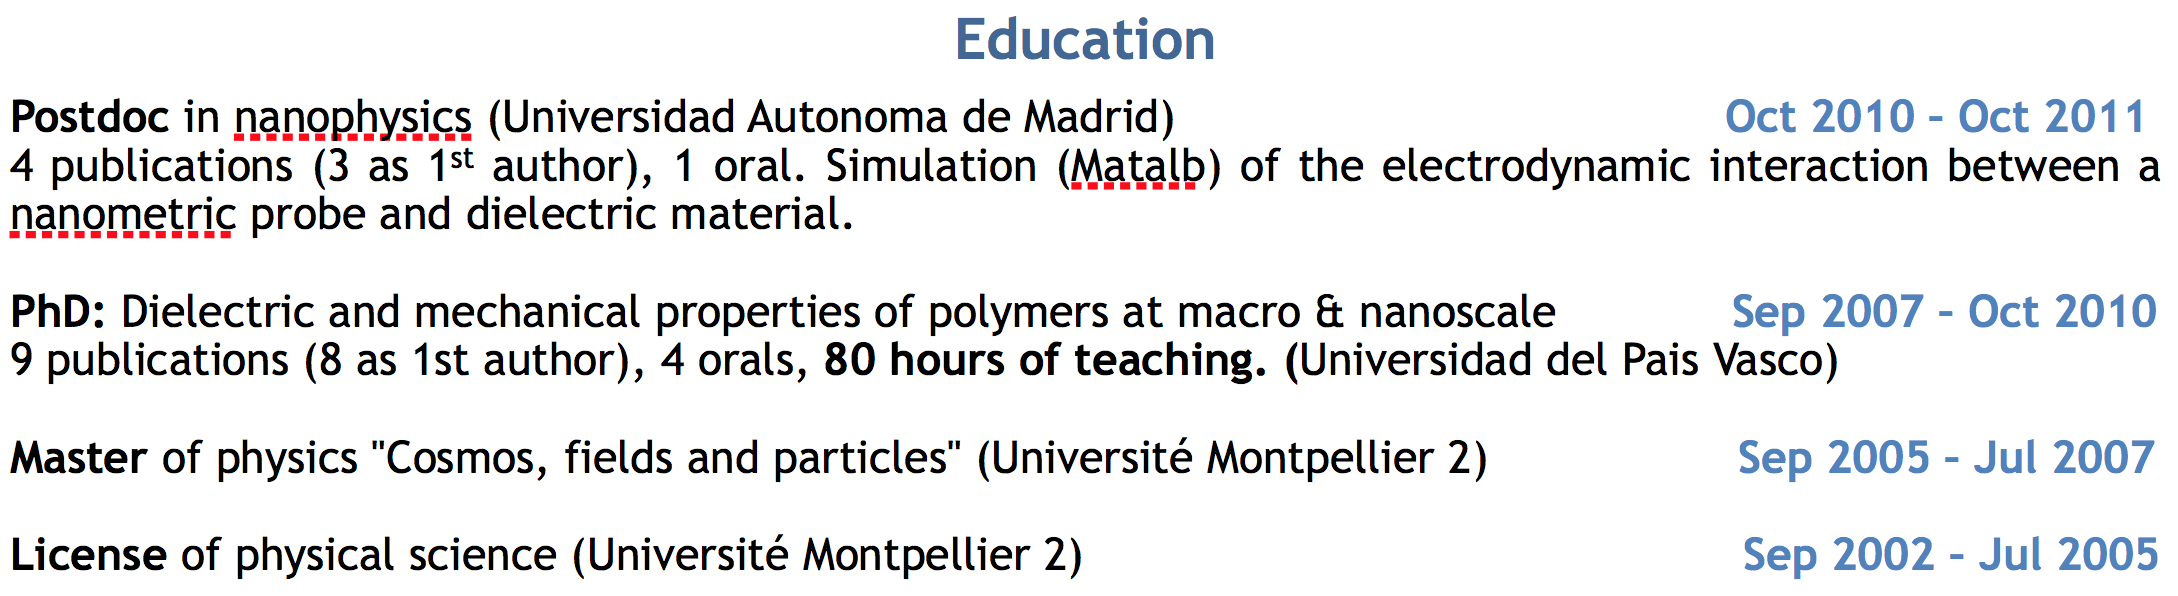 Education
Postdoc in nanophysics (Universidad Autonoma de Madrid) Oct 2010 – Oct 2011
4 publications (3 as 1st author), 1 oral. Simulation (Matalb) of the electrodynamic interaction between a
nanometric probe and dielectric material.
PhD: Dielectric and mechanical properties of polymers at macro & nanoscale Sep 2007 – Oct 2010
9 publications (8 as 1st author), 4 orals, 80 hours of teaching. (Universidad del Pais Vasco)
Master of physics "Cosmos, fields and particles" (Université Montpellier 2) Sep 2005 – Jul 2007
License of physical science (Université Montpellier 2) Sep 2002 – Jul 2005